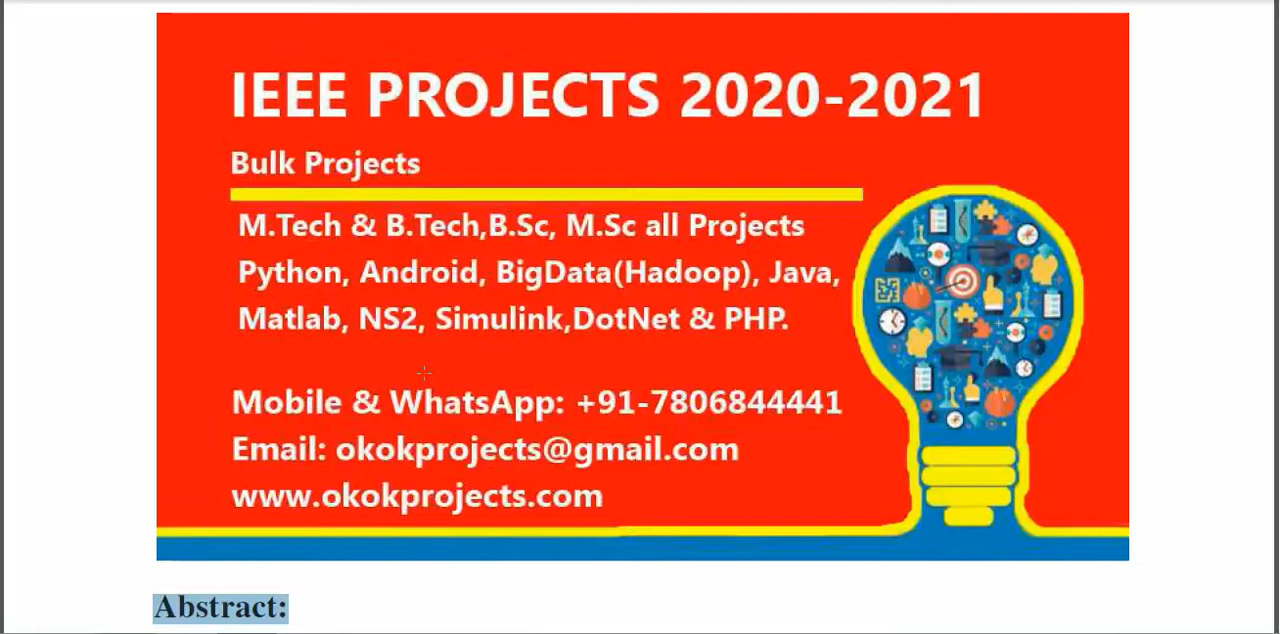 IEEE PROJECTS 2020-2021
Bulk Projects
M.Tech & B.Tech,B.Sc, M.Sc all Projects
Python, Android, BigData(Hadoop), Java,
Matlab, NS2, Simulink,DotNet & PHP.
Mobile & WhatsApp: +91-7806844441
Email: okokprojects@gmail.com
www.okokprojects.com
Abstract: